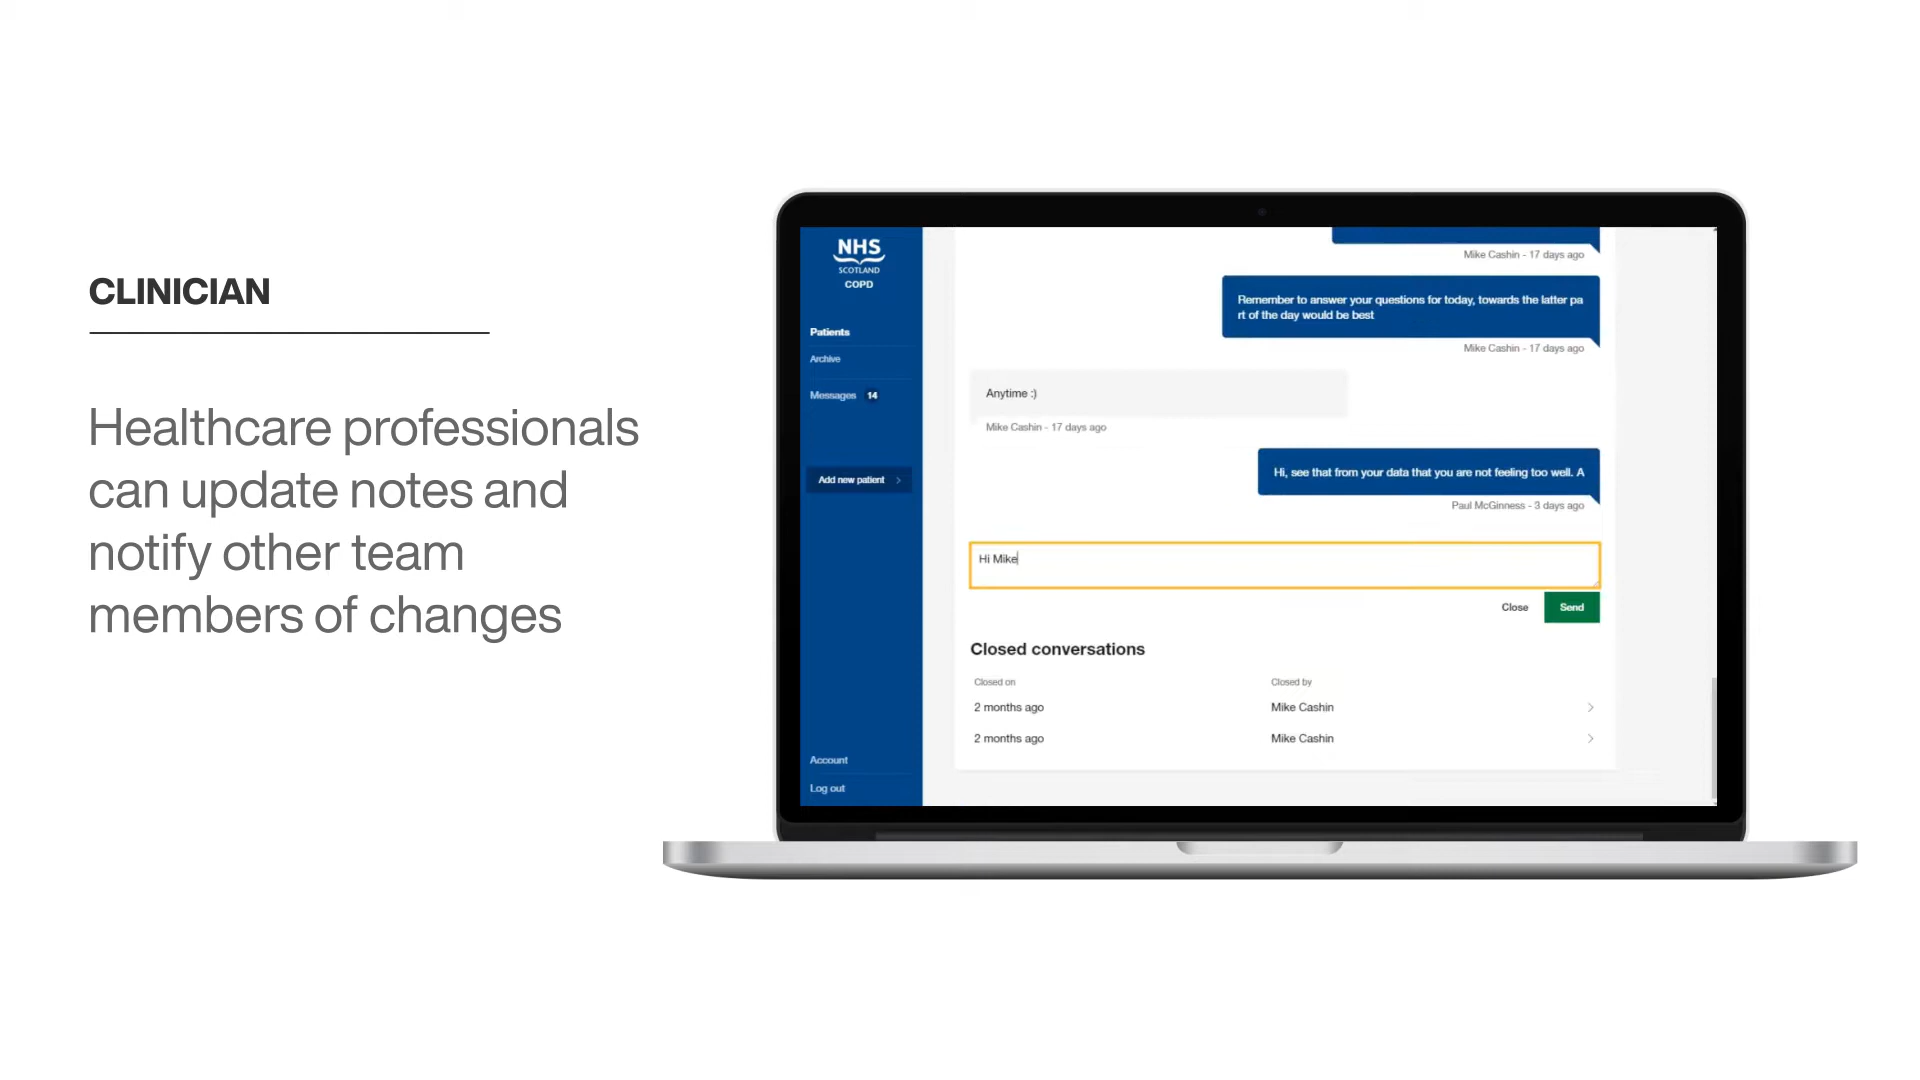 CLINICIAN
Healthcare professionals
can update notes and
notify other team
members of changes
NHS
SCOTLAND
COPD
Patients
Archive
Messages 14
Add new patient
Account
Log out
Mike Cashin - 17 days ago
Remember to answer your questions for today, towards the latter pa
rt of the day would be best
Mike Cashin - 17 days ago
Anytime :)
Mike Cashin - 17 days ago
Hi, see that from your data that you are not feeling too well. A
Paul McGinness - 3 days ago
Hi Mike
Close Send
Closed conversations
Closed on Closed by
2 months ago Mike Cashin
2 months ago Mike Cashin